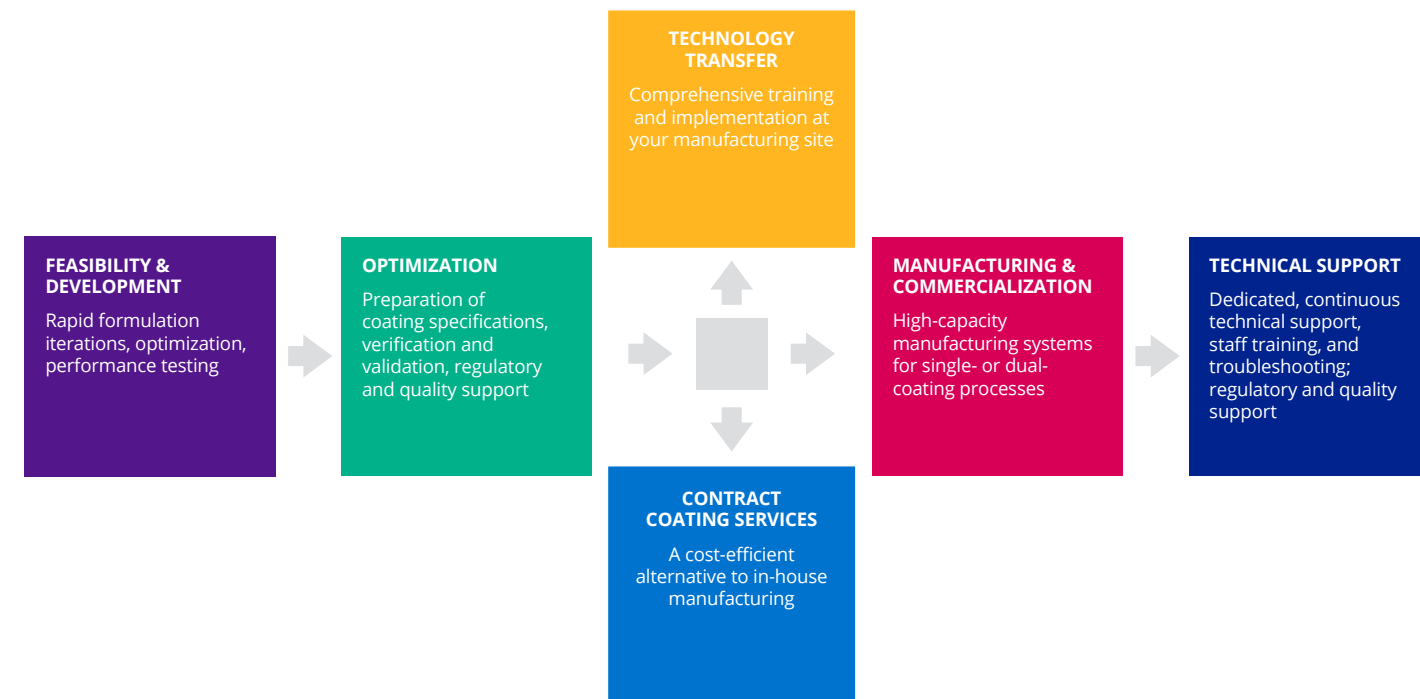 TECHNOLOGY
TRANSFER
Comprehensive training
and implementation at
your manufacturing site
FEASIBILITY &
DEVELOPMENT
Rapid formulation
iterations, optimization,
performance testing
OPTIMIZATION
Preparation of
coating specifications,
verification and
validation, regulatory
and quality support
MANUFACTURING &
COMMERCIALIZATION
High-capacity
manufacturing systems
for single- or dual-
coating processes
TECHNICAL SUPPORT
Dedicated, continuous
technical support,
staff training, and
troubleshooting;
regulatory and quality
support
CONTRACT
COATING SERVICES
A cost-efficient
alternative to in-house
manufacturing